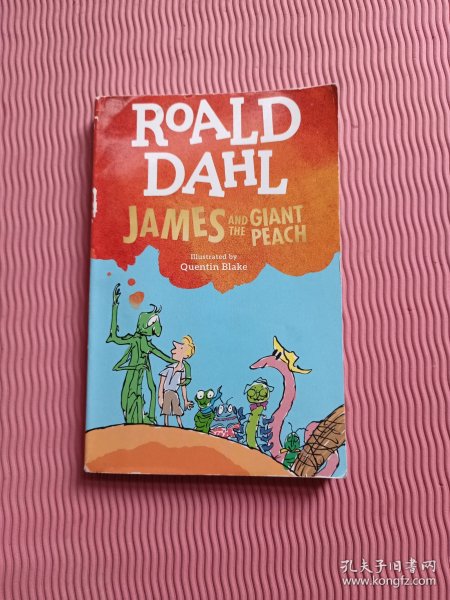 ROALD
DAHL
JAMES AND THE GIANT PEACH
Illustrated by
Quentin Blake
孔夫子旧书网
www.kongfz.com